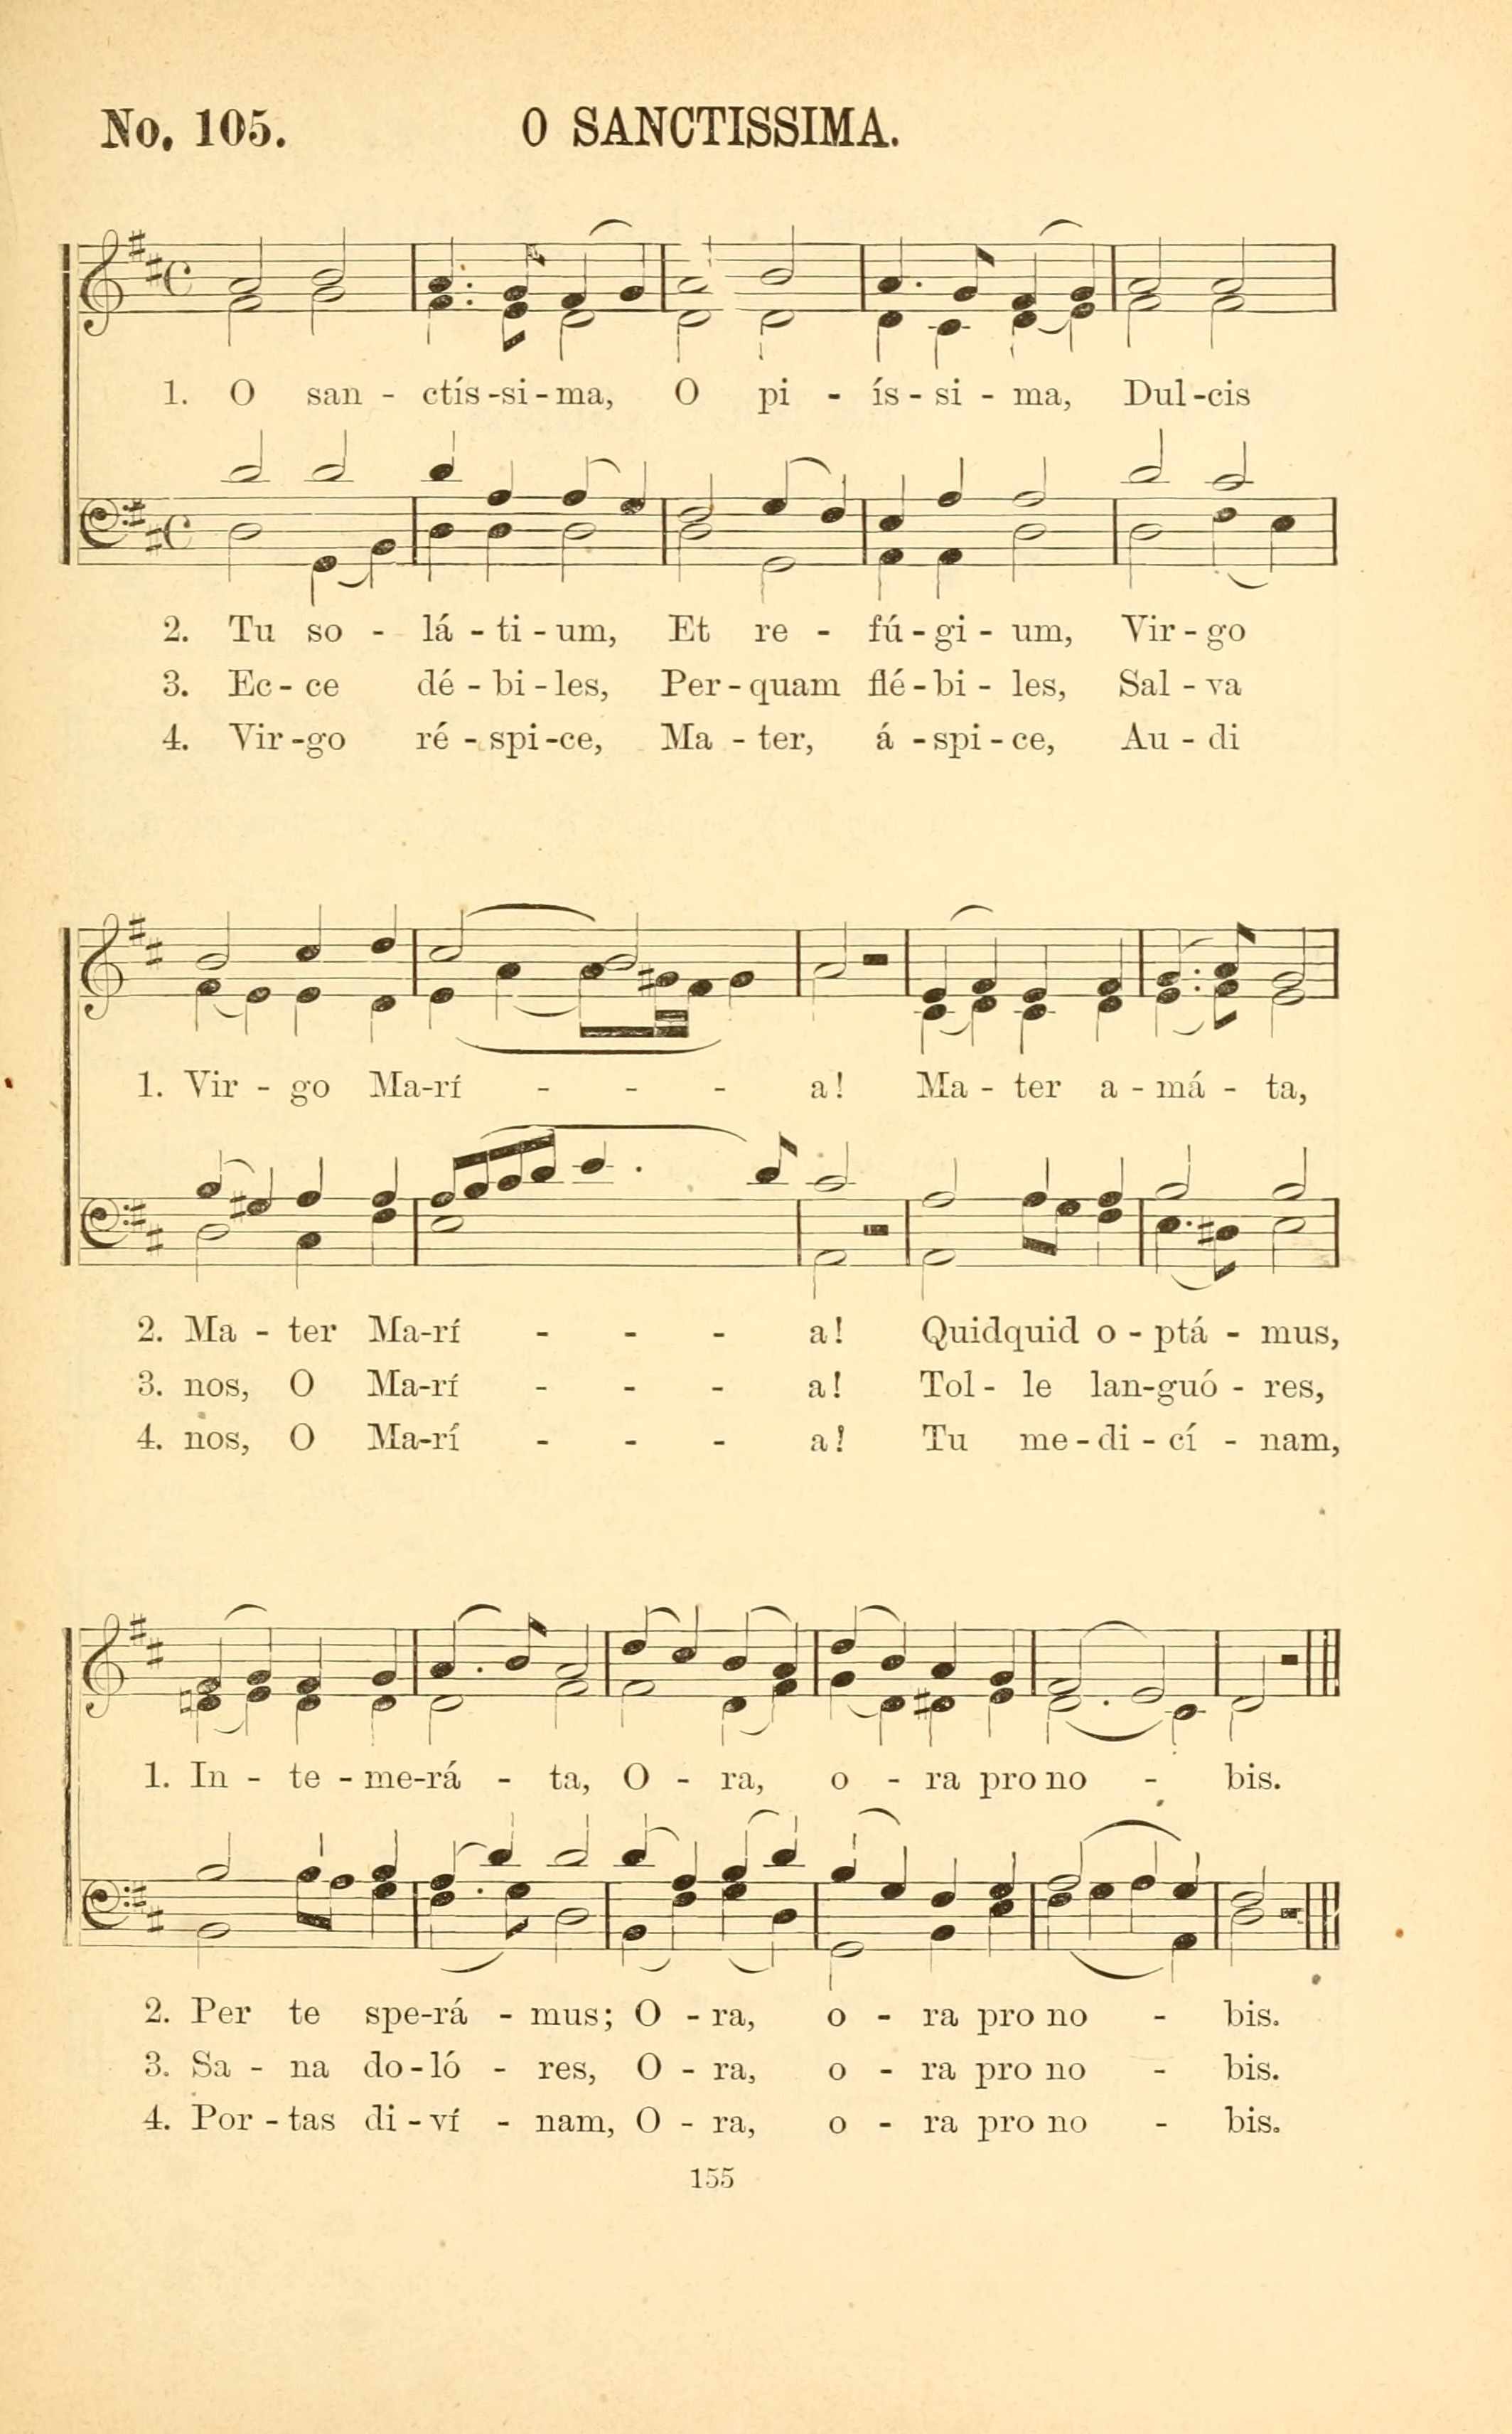 No. 105. O SANCTISSIMA.
1. O san - ctís - si - ma, O pi - ís - si - ma, Dul - cis
2. Tu so - lá - ti - um, Et re - fú - gi - um, Vir - go
3. Ec - ce dé - bi - les, Per - quam flé - bi - les, Sal - va
4. Vir - go ré - spi - ce, Ma - ter, á - spi - ce, Au - di
1. Vir - go Ma-rí - - - a! Ma - ter a - má - ta,
2. Ma - ter Ma-rí - - - a! Quidquid o - ptá - mus,
3. nos, O Ma-rí - - - a! Tol - le lan-guó - res,
4. nos, O Ma-rí - - - a! Tu me - di - cí - nam,
1. In - te - me-rá - ta, O - ra, o - ra pro no - bis.
2. Per te spe-rá - mus; O - ra, o - ra pro no - bis.
3. Sa - na do - ló - res, O - ra, o - ra pro no - bis.
4. Por - tas di - ví - nam, O - ra, o - ra pro no - bis.
155